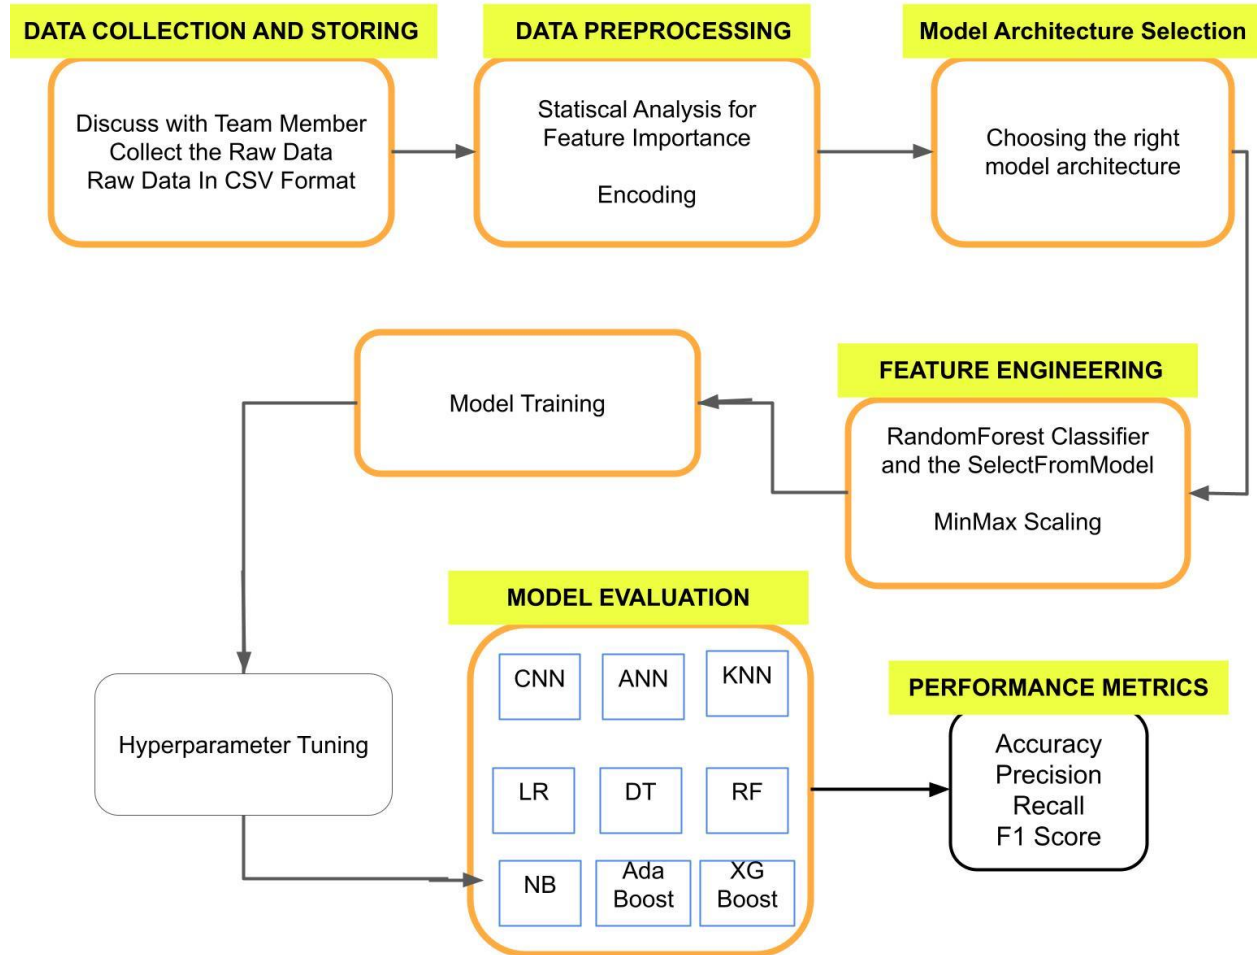 DATA COLLECTION AND STORING
Discuss with Team Member
Collect the Raw Data
Raw Data In CSV Format
DATA PREPROCESSING
Statiscal Analysis for
Feature Importance
Encoding
Model Architecture Selection
Choosing the right
model architecture
FEATURE ENGINEERING
RandomForest Classifier
and the SelectFromModel
MinMax Scaling
Model Training
Hyperparameter Tuning
MODEL EVALUATION
CNN
ANN
KNN
LR
DT
RF
NB
Ada
Boost
XG
Boost
PERFORMANCE METRICS
Accuracy
Precision
Recall
F1 Score